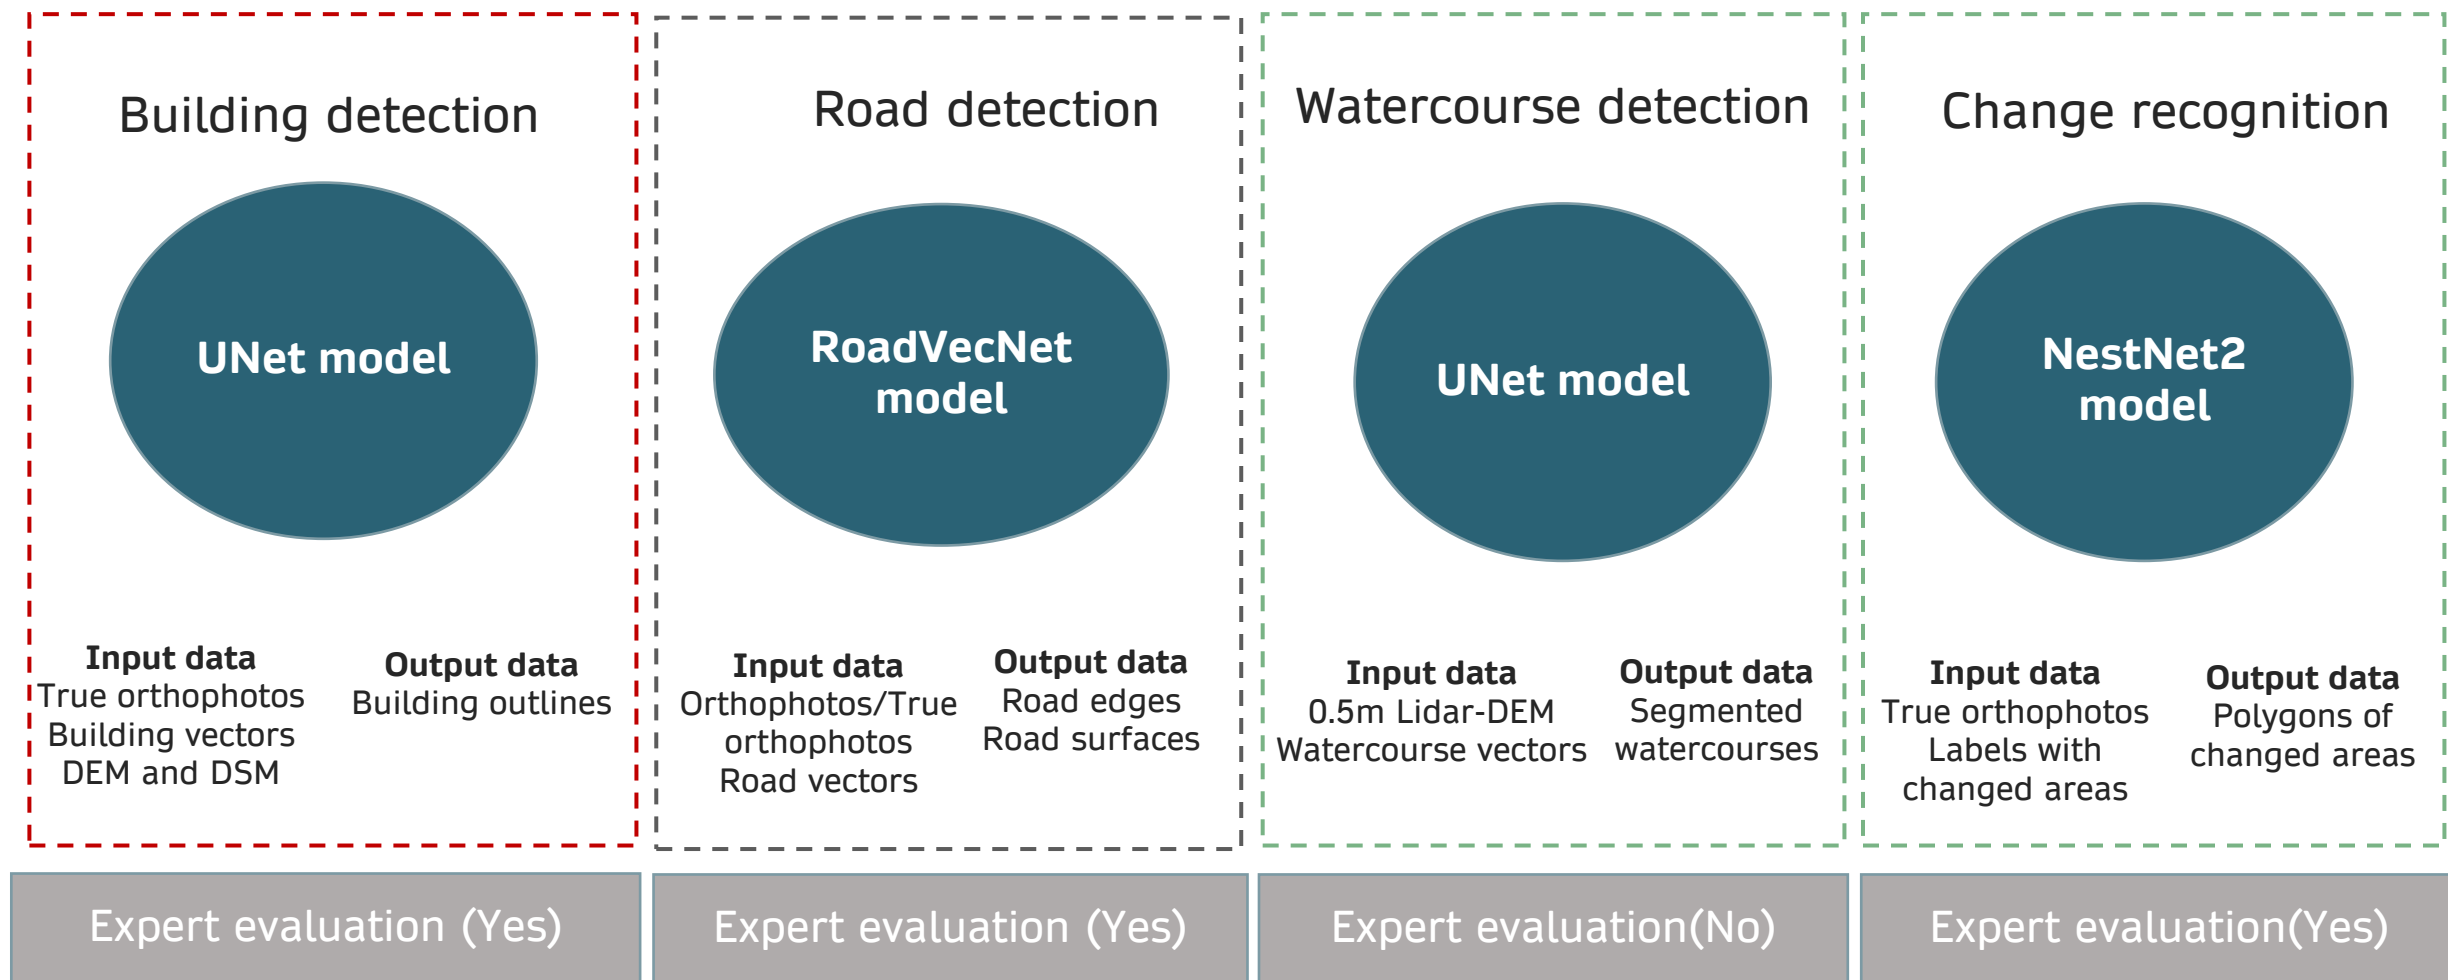 Building detection
UNet model
Input data
True orthophotos
Building vectors
DEM and DSM
Output data
Building outlines
Expert evaluation (Yes)
Road detection
RoadVecNet
model
Input data
Orthophotos/True
orthophotos
Road vectors
Output data
Road edges
Road surfaces
Expert evaluation (Yes)
Watercourse detection
UNet model
Input data
0.5m Lidar-DEM
Watercourse vectors
Output data
Segmented
watercourses
Expert evaluation(No)
Change recognition
NestNet2
model
Input data
True orthophotos
Labels with
changed areas
Output data
Polygons of
changed areas
Expert evaluation(Yes)